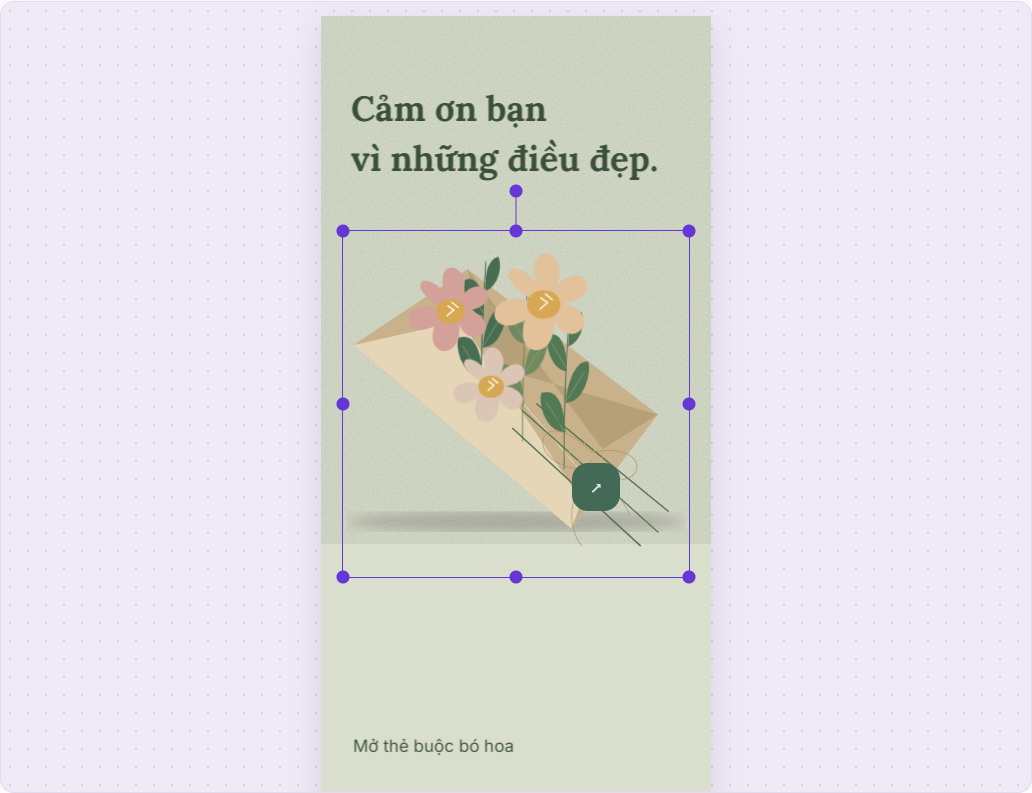 Cảm ơn bạn
vì những điều đẹp.
Mở thẻ buộc bó hoa